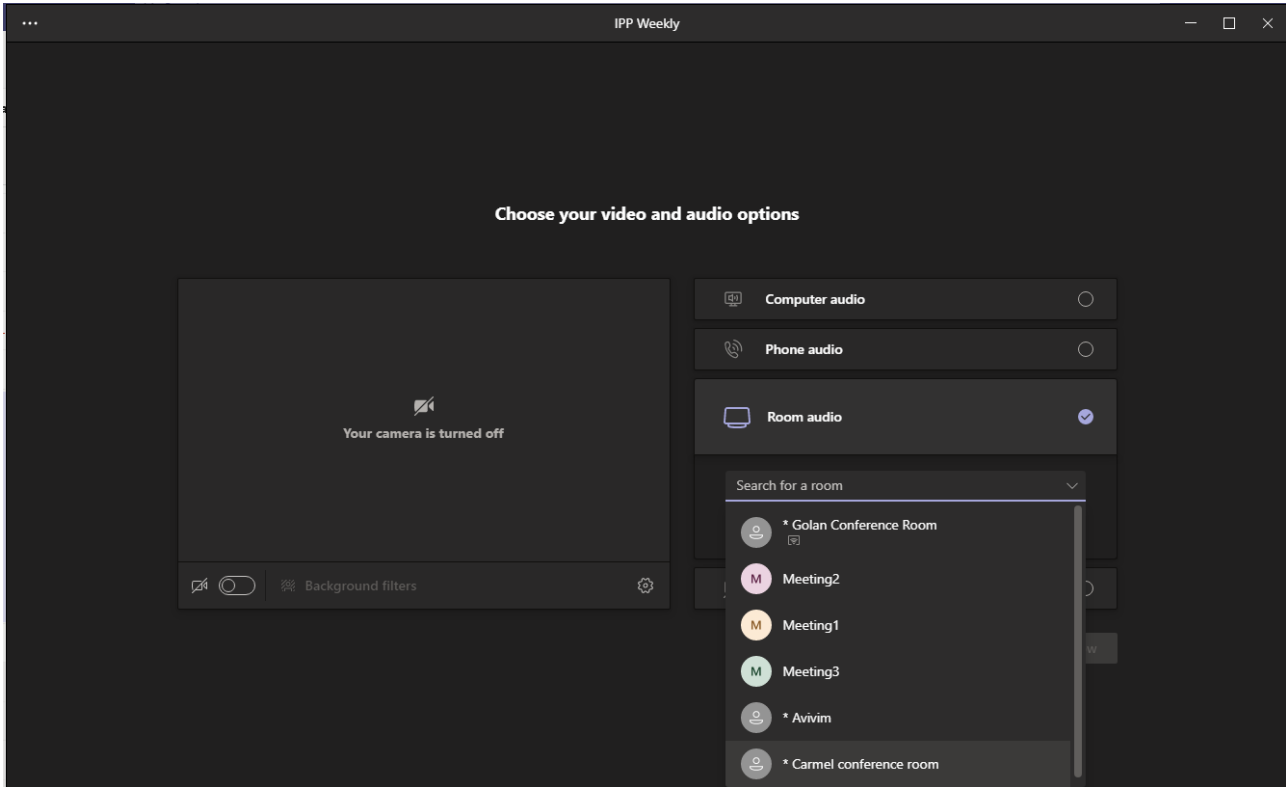 IPP Weekly
Choose your video and audio options
Your camera is turned off
Background filters
Computer audio
Phone audio
Room audio
Search for a room
* Golan Conference Room
M Meeting2
M Meeting1
M Meeting3
* Avivim
* Carmel conference room